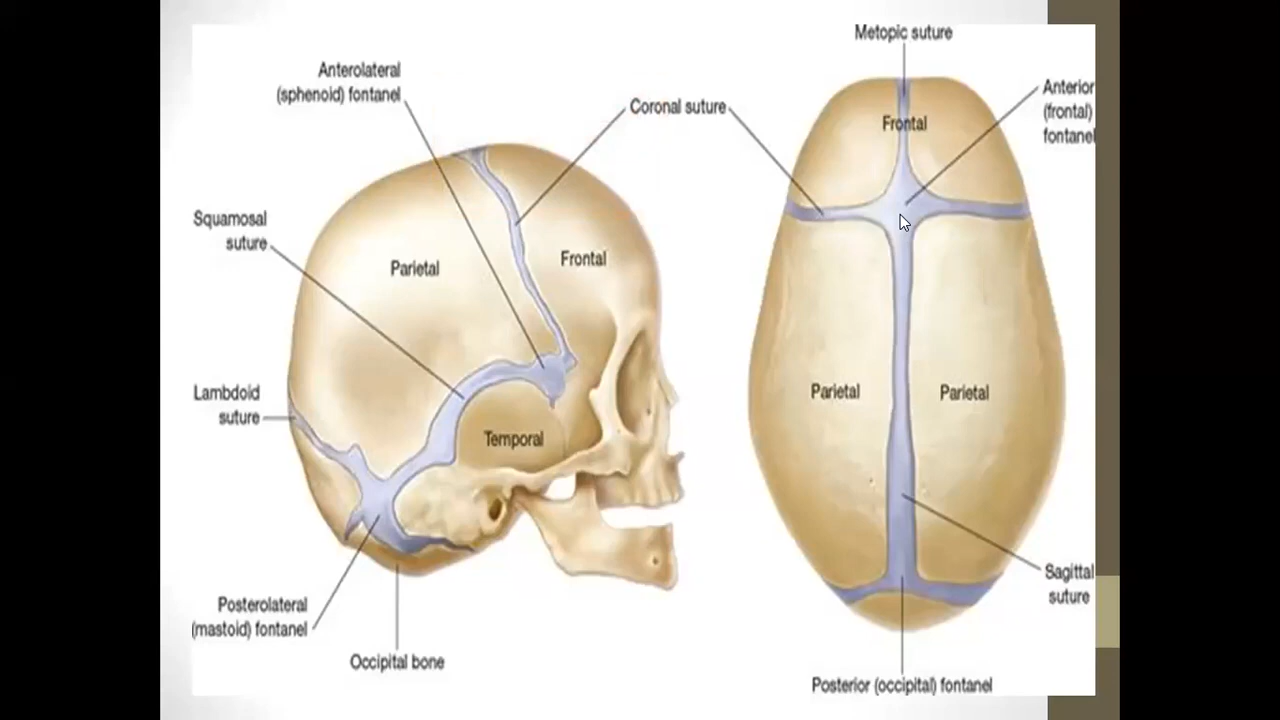 Metopic suture
Anterolateral
(sphenoid) fontanel
Coronal suture
Anterior
(frontal)
fontanel
Frontal
Squamosal
suture
Parietal
Frontal
Lambdoid
suture
Parietal
Parietal
Temporal
Sagittal
suture
Posterolateral
(mastoid) fontanel
Occipital bone
Posterior (occipital) fontanel